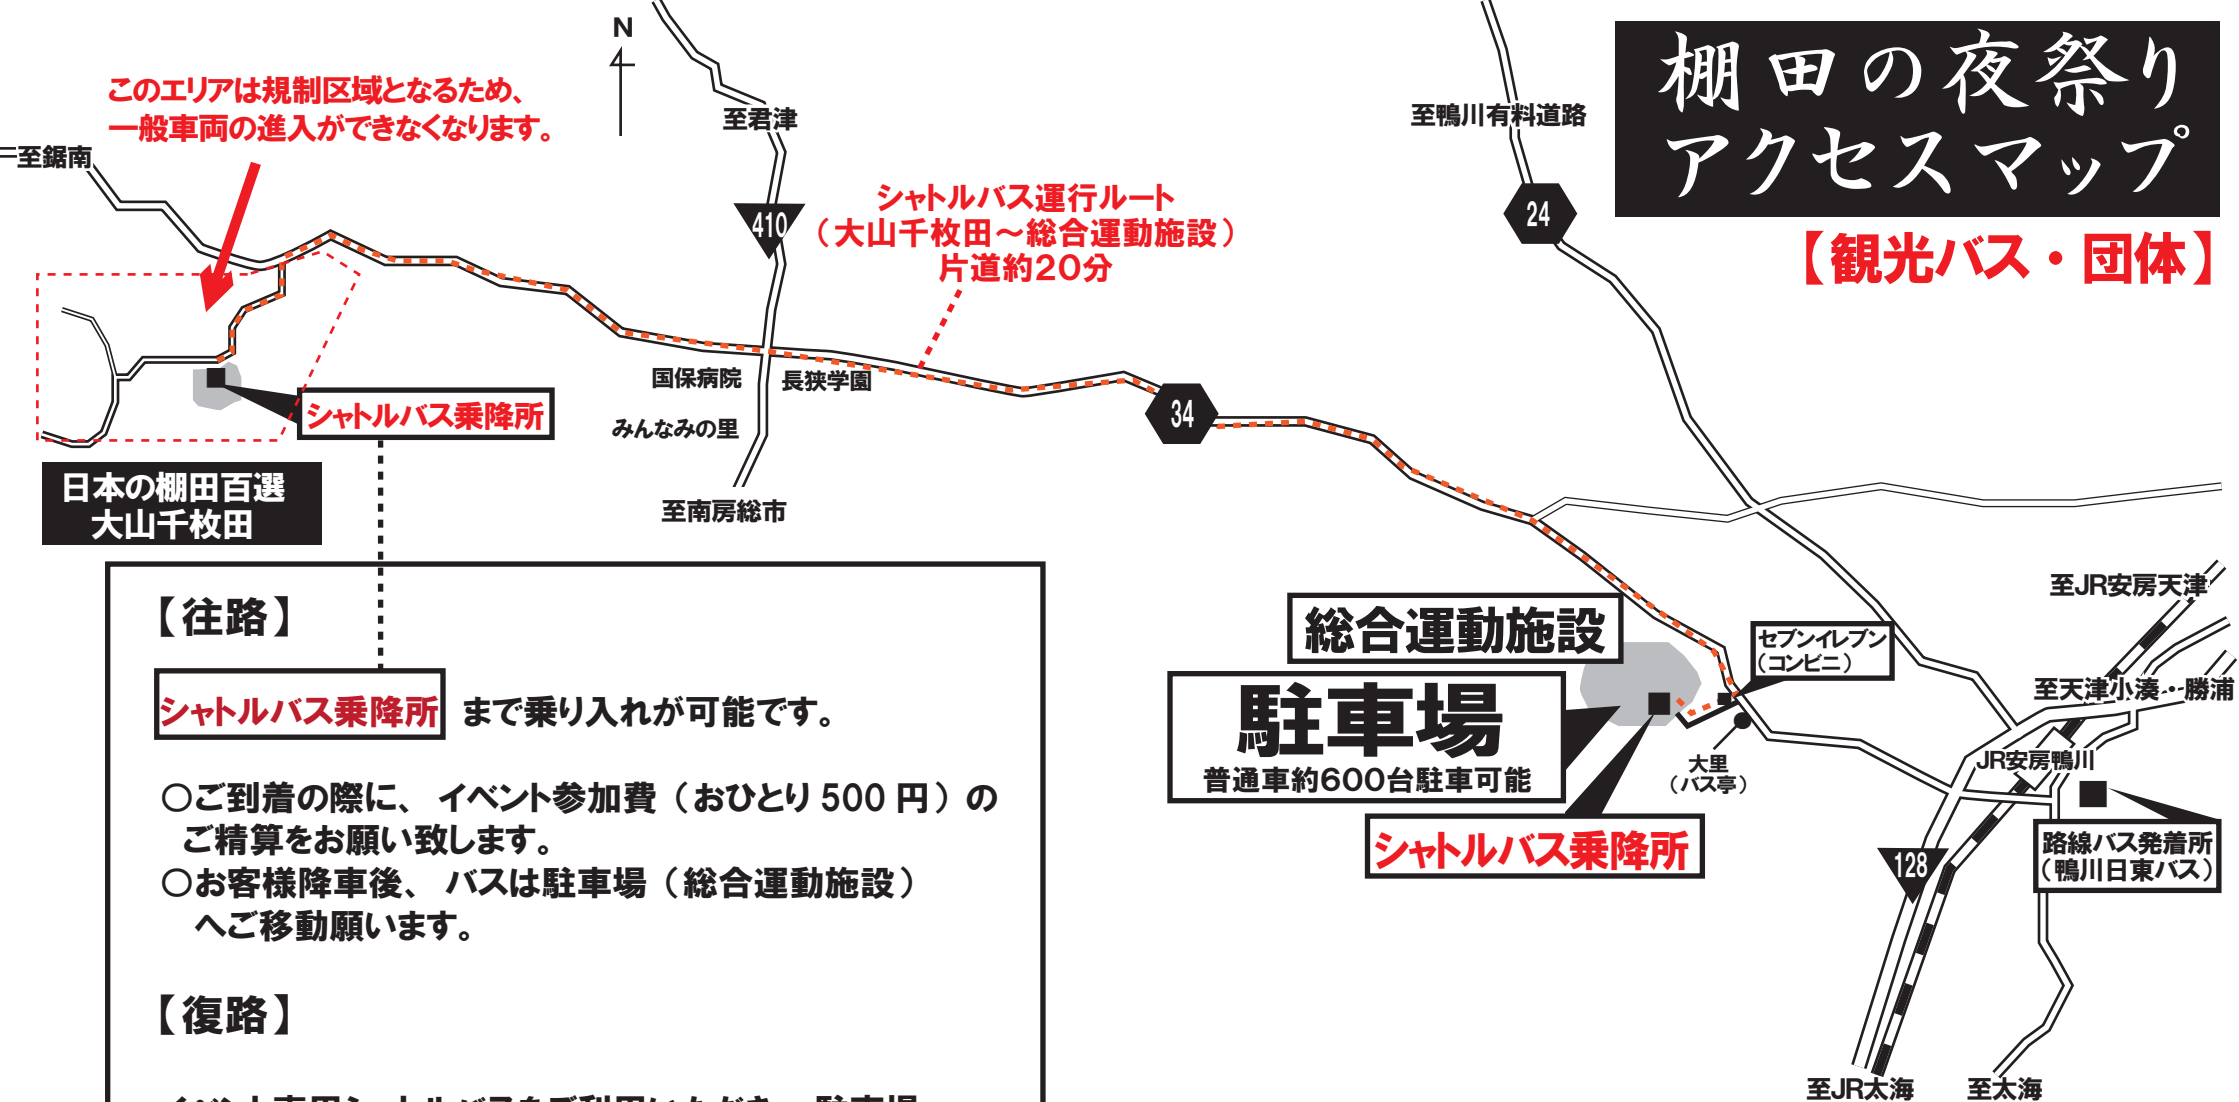 棚田の夜祭り
アクセスマップ
【観光バス・団体】
N
このエリアは規制区域となるため、
一般車両の進入ができなくなります。
至鋸南
至君津
410
シャトルバス運行ルート
（大山千枚田～総合運動施設）
片道約20分
至鴨川有料道路
24
国保病院
長狭学園
みんなみの里
至南房総市
34
シャトルバス乗降所
日本の棚田百選
大山千枚田
【往路】
シャトルバス乗降所 まで乗り入れが可能です。
○ご到着の際に、イベント参加費（おひとり500円）の
ご精算をお願い致します。
○お客様降車後、バスは駐車場（総合運動施設）
へご移動願います。
【復路】
総合運動施設
駐車場
普通車約600台駐車可能
シャトルバス乗降所
セブンイレブン
（コンビニ）
大里
（バス亭）
至JR安房天津
至天津小湊・勝浦
JR安房鴨川
路線バス発着所
（鴨川日東バス）
128
至JR太海
至太海